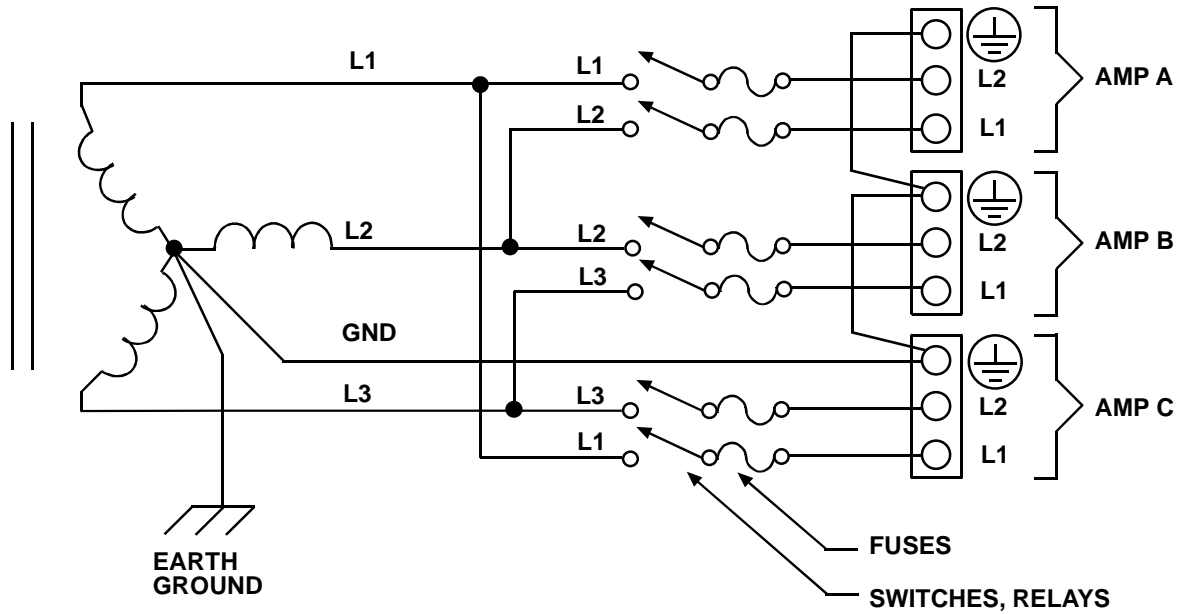 L1
L1
L2
AMP A
L2
L1
L2
L2
L2
AMP B
L3
L1
GND
L3
L3
L2
AMP C
L1
L1
EARTH
GROUND
FUSES
SWITCHES, RELAYS